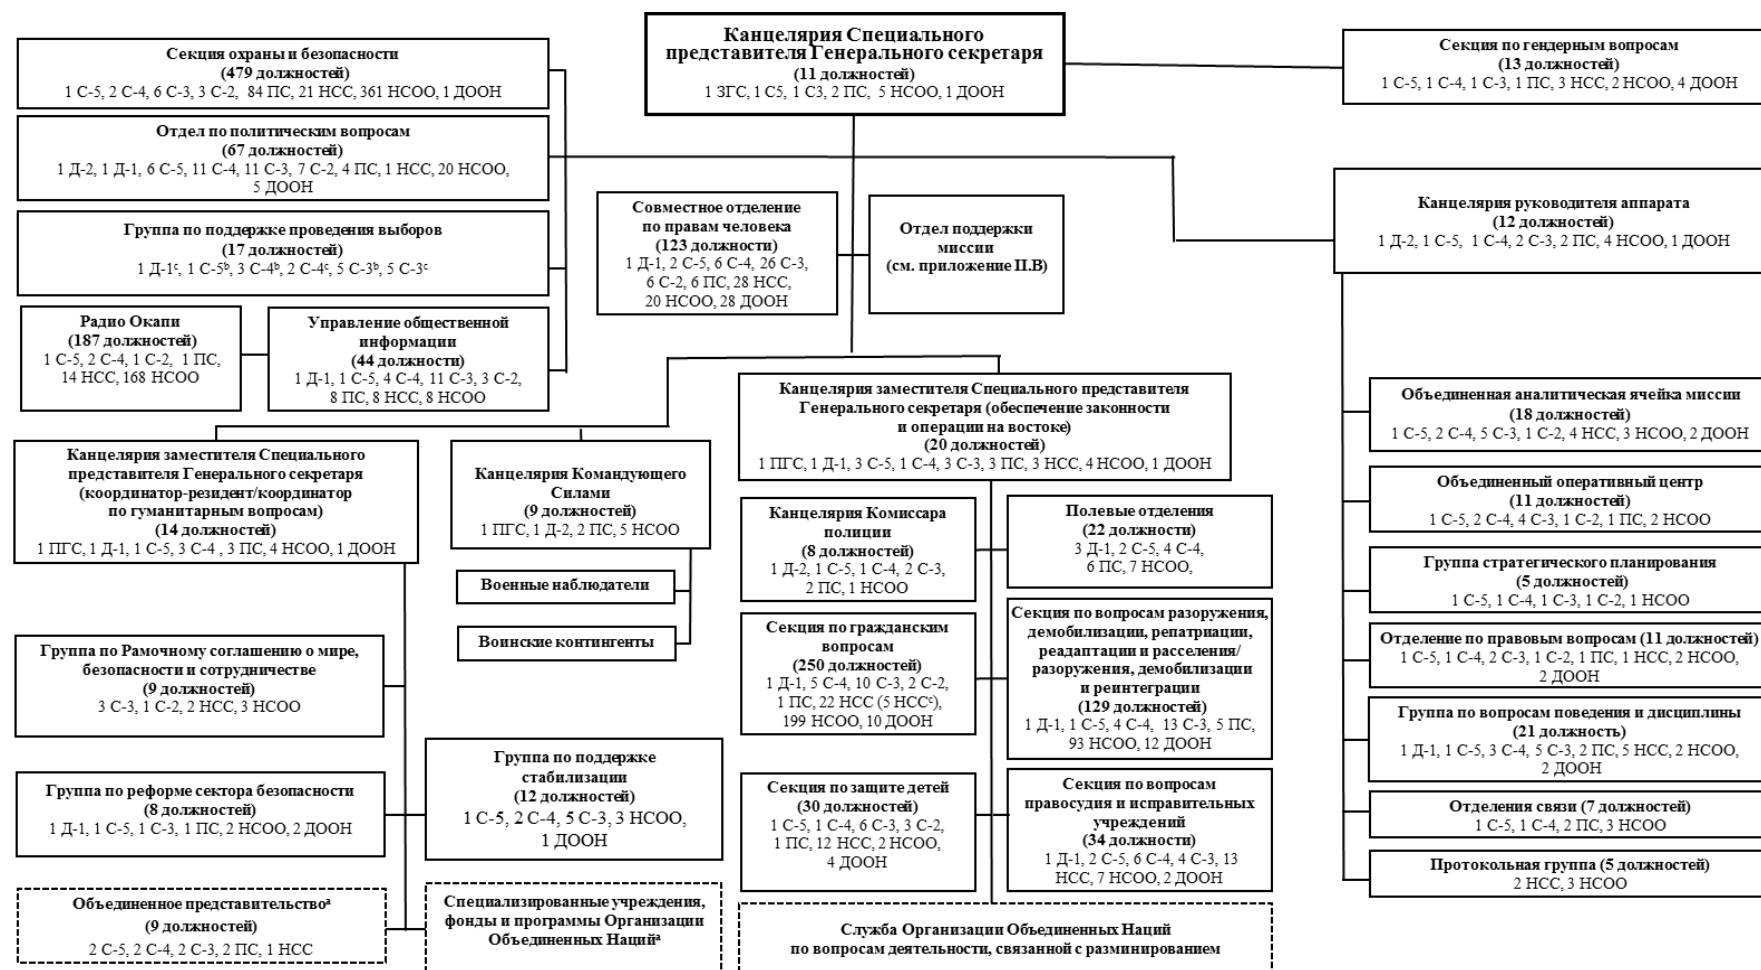 Канцелярия Специального
представителя Генерального секретаря
(11 должностей)
1 ЗГС, 1 С5, 1 С3, 2 ПС, 5 НСОО, 1 ДООН
Секция охраны и безопасности
(479 должностей)
1 С-5, 2 С-4, 6 С-3, 3 С-2, 84 ПС, 21 НСС, 361 НСОО, 1 ДООН
Секция по гендерным вопросам
(13 должностей)
1 С-5, 1 С-4, 1 С-3, 1 ПС, 3 НСС, 2 НСОО, 4 ДООН
Отдел по политическим вопросам
(67 должностей)
1 Д-2, 1 Д-1, 6 С-5, 11 С-4, 11 С-3, 7 С-2, 4 ПС, 1 НСС, 20 НСОО,
5 ДООН
Канцелярия руководителя аппарата
(12 должностей)
1 Д-2, 1 С-5, 1 С-4, 2 С-3, 2 ПС, 4 НСОО, 1 ДООН
Группа по поддержке проведения выборов
(17 должностей)
1 Д-1ᶜ, 1 С-5ᵇ, 3 С-4ᵇ, 2 С-4ᶜ, 5 С-3ᵇ, 5 С-3ᶜ
Совместное отделение
по правам человека
(123 должности)
1 Д-1, 2 С-5, 6 С-4, 26 С-3,
6 С-2, 6 ПС, 28 НСС,
20 НСОО, 28 ДООН
Отдел поддержки
миссии
(см. приложение II.B)
Радио Окапи
(187 должностей)
1 С-5, 2 С-4, 1 С-2, 1 ПС,
14 НСС, 168 НСОО
Управление общественной
информации
(44 должности)
1 Д-1, 1 С-5, 4 С-4, 11 С-3, 3 С-2,
8 ПС, 8 НСС, 8 НСОО
Канцелярия заместителя Специального
представителя Генерального секретаря
(координатор-резидент/координатор
по гуманитарным вопросам)
(14 должностей)
1 ПГС, 1 Д-1, 1 С-5, 3 С-4 , 3 ПС, 4 НСОО, 1 ДООН
Канцелярия Командующего
Силами
(9 должностей)
1 ПГС, 1 Д-2, 2 ПС, 5 НСОО
Военные наблюдатели
Воинские контингенты
Канцелярия заместителя Специального представителя
Генерального секретаря (обеспечение законности
и операции на востоке)
(20 должностей)
1 ПГС, 1 Д-1, 3 С-5, 1 С-4, 3 С-3, 3 ПС, 3 НСС, 4 НСОО, 1 ДООН
Группа по Рамочному соглашению о мире,
безопасности и сотрудничестве
(9 должностей)
3 С-3, 1 С-2, 2 НСС, 3 НСОО
Группа по реформе сектора безопасности
(8 должностей)
1 Д-1, 1 С-5, 1 С-3, 1 ПС, 2 НСОО, 2 ДООН
Группа по поддержке
стабилизации
(12 должностей)
1 С-5, 2 С-4, 5 С-3, 3 НСОО,
1 ДООН
Объединенное представительствоᵃ
(9 должностей)
2 С-5, 2 С-4, 2 С-3, 2 ПС, 1 НСС
Специализированные учреждения,
фонды и программы Организации
Объединенных Нацийᵃ
Канцелярия Комиссара
полиции
(8 должностей)
1 Д-2, 1 С-5, 1 С-4, 2 С-3,
2 ПС, 1 НСОО
Полевые отделения
(22 должности)
3 Д-1, 2 С-5, 4 С-4,
6 ПС, 7 НСОО,
Секция по гражданским
вопросам
(250 должностей)
1 Д-1, 5 С-4, 10 С-3, 2 С-2,
1 ПС, 22 НСС (5 НССᶜ),
199 НСОО, 10 ДООН
Секция по вопросам разоружения,
демобилизации, репатриации,
реадаптации и расселения/
разоружения, демобилизации
и реинтеграции
(129 должностей)
1 Д-1, 1 С-5, 4 С-4, 13 С-3, 5 ПС,
93 НСОО, 12 ДООН
Секция по защите детей
(30 должностей)
1 С-5, 1 С-4, 6 С-3, 3 С-2,
1 ПС, 12 НСС, 2 НСОО,
4 ДООН
Секция по вопросам
правосудия и исправительных
учреждений
(34 должности)
1 Д-1, 2 С-5, 6 С-4, 4 С-3, 13
НСС, 7 НСОО, 2 ДООН
Служба Организации Объединенных Наций
по вопросам деятельности, связанной с разминированием
Объединенная аналитическая ячейка миссии
(18 должностей)
1 С-5, 2 С-4, 5 С-3, 1 С-2, 4 НСС, 3 НСОО, 2 ДООН
Объединенный оперативный центр
(11 должностей)
1 С-5, 2 С-4, 4 С-3, 1 С-2, 1 ПС, 2 НСОО
Группа стратегического планирования
(5 должностей)
1 С-5, 1 С-4, 1 С-3, 1 С-2, 1 НСОО
Отделение по правовым вопросам (11 должностей)
1 С-5, 1 С-4, 2 С-3, 1 С-2, 1 ПС, 1 НСС, 2 НСОО,
2 ДООН
Группа по вопросам поведения и дисциплины
(21 должность)
1 Д-1, 1 С-5, 3 С-4, 5 С-3, 2 ПС, 5 НСС, 2 НСОО,
2 ДООН
Отделения связи (7 должностей)
1 С-5, 1 С-4, 2 ПС, 3 НСОО
Протокольная группа (5 должностей)
2 НСС, 3 НСОО